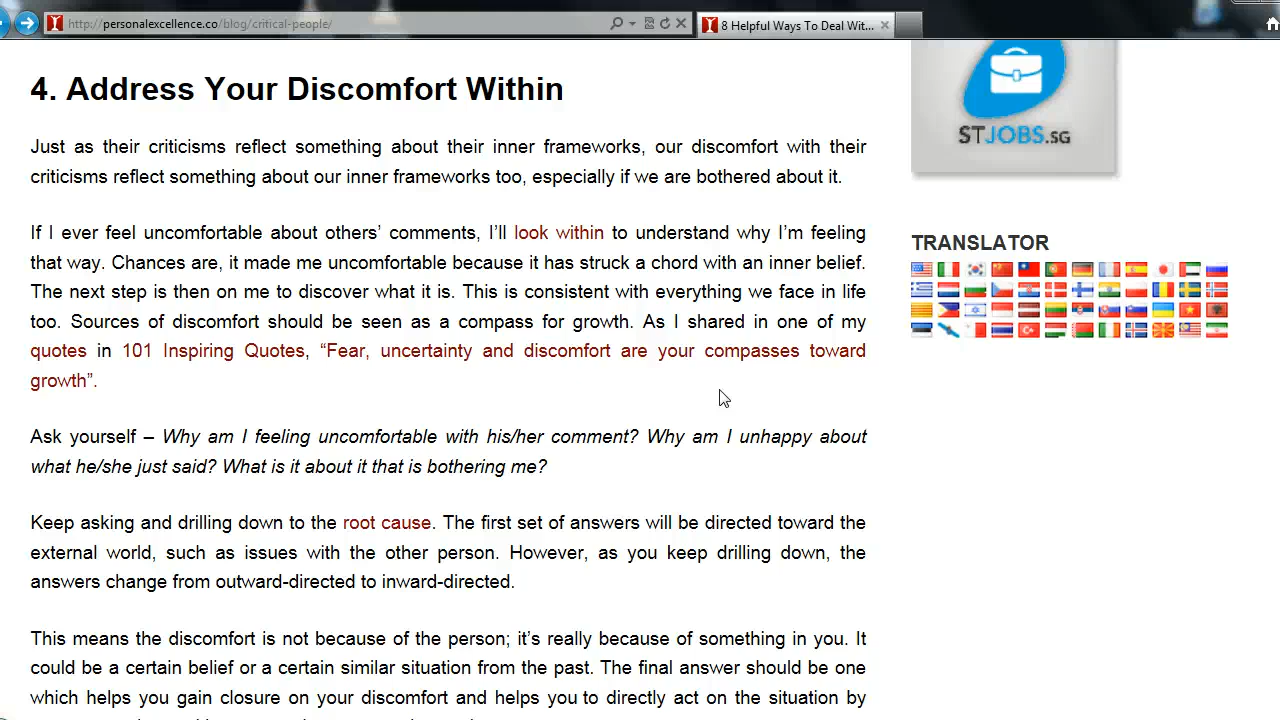 http://personalexcellence.co/blog/critical-people/
8 Helpful Ways To Deal Wit...
4. Address Your Discomfort Within
Just as their criticisms reflect something about their inner frameworks, our discomfort with their
criticisms reflect something about our inner frameworks too, especially if we are bothered about it.
If I ever feel uncomfortable about others’ comments, I’ll look within to understand why I’m feeling
that way. Chances are, it made me uncomfortable because it has struck a chord with an inner belief.
The next step is then on me to discover what it is. This is consistent with everything we face in life
too. Sources of discomfort should be seen as a compass for growth. As I shared in one of my
quotes in 101 Inspiring Quotes, “Fear, uncertainty and discomfort are your compasses toward
growth”.
Ask yourself – Why am I feeling uncomfortable with his/her comment? Why am I unhappy about
what he/she just said? What is it about it that is bothering me?
Keep asking and drilling down to the root cause. The first set of answers will be directed toward the
external world, such as issues with the other person. However, as you keep drilling down, the
answers change from outward-directed to inward-directed.
This means the discomfort is not because of the person; it’s really because of something in you. It
could be a certain belief or a certain similar situation from the past. The final answer should be one
which helps you gain closure on your discomfort and helps you to directly act on the situation by
STJOBS.SG
TRANSLATOR